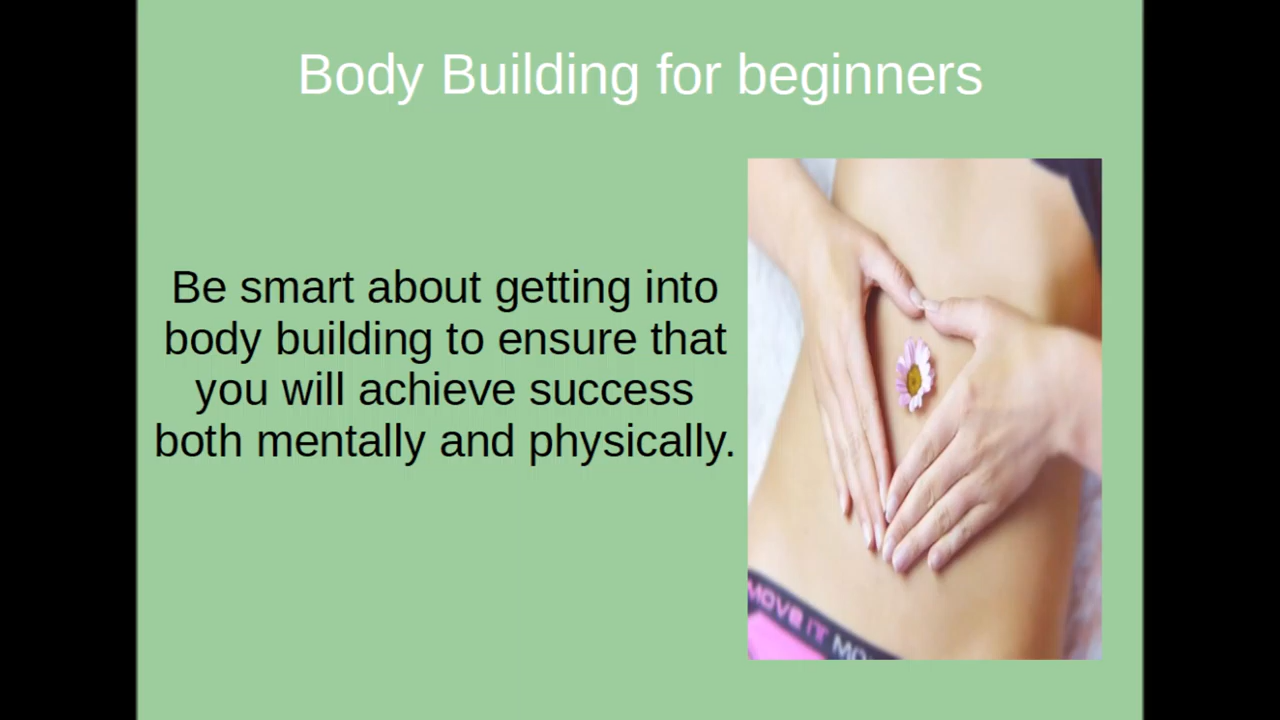 Body Building for beginners
Be smart about getting into
body building to ensure that
you will achieve success
both mentally and physically.
MOVE IT MO